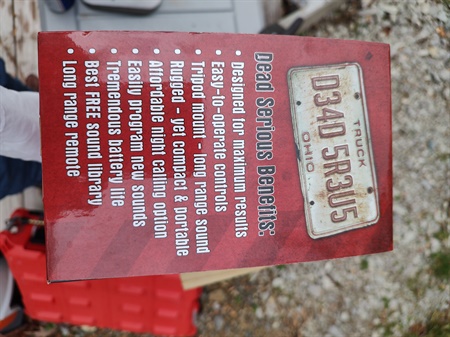 TRUCK
D34D 5R3U5
OHIO
Dead Serious Benefits:
• Designed for maximum results
• Easy-to-operate controls
• Tripod mount - long range sound
• Rugged - yet compact & portable
• Affordable night calling option
• Easily program new sounds
• Tremendous battery life
• Best FREE sound library
• Long range remote